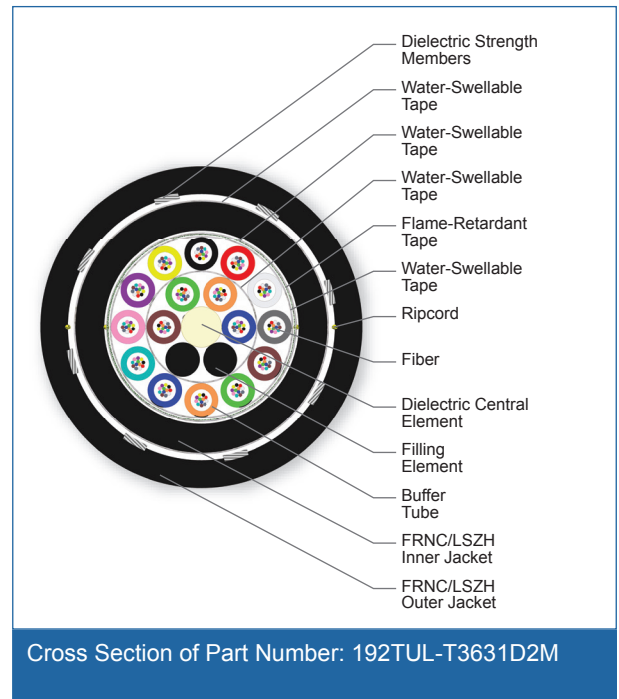 Dielectric Strength
Members
Water-Swellable
Tape
Water-Swellable
Tape
Water-Swellable
Tape
Flame-Retardant
Tape
Water-Swellable
Tape
Ripcord
Fiber
Dielectric Central
Element
Filling
Element
Buffer
Tube
FRNC/LSZH
Inner Jacket
FRNC/LSZH
Outer Jacket
Cross Section of Part Number: 192TUL-T3631D2M